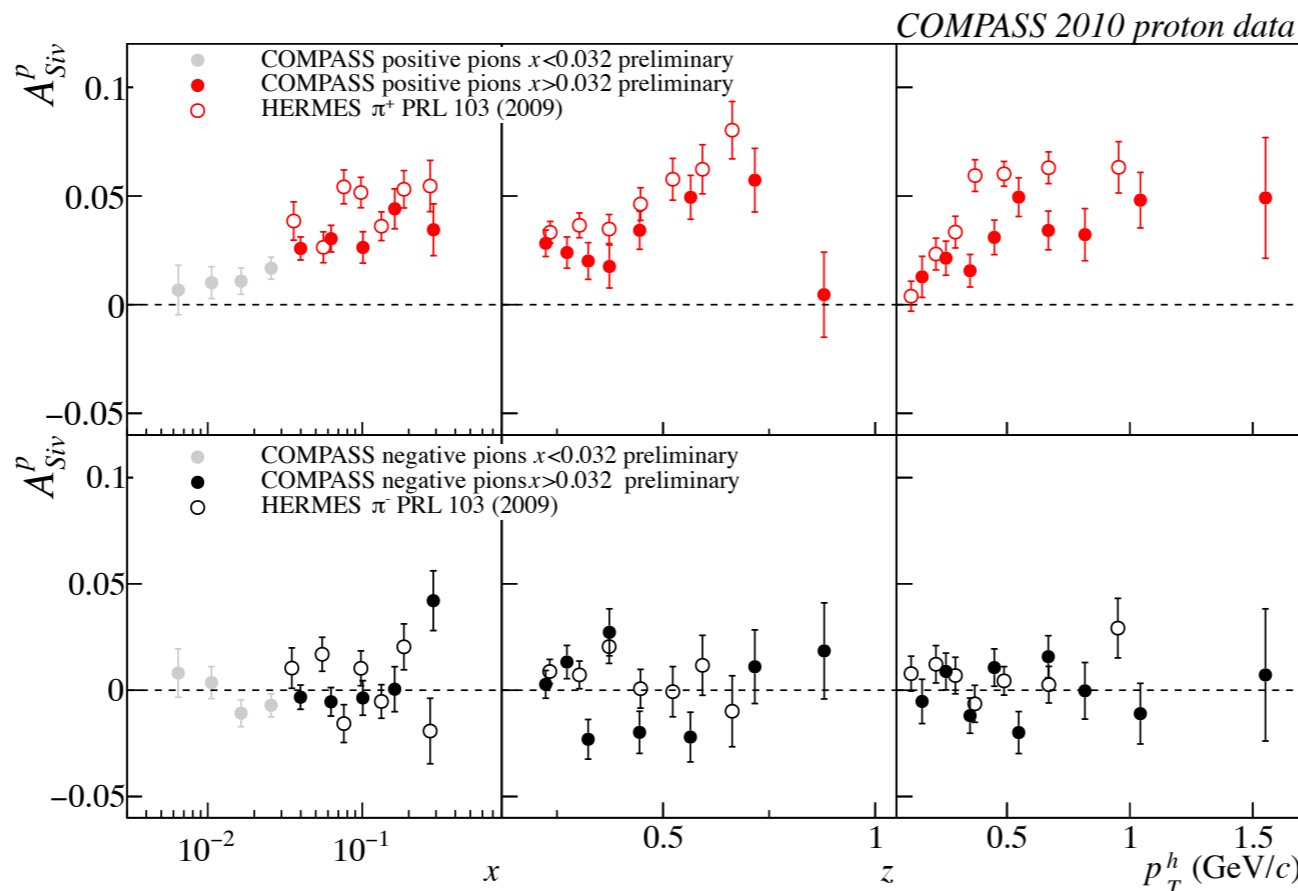 COMPASS 2010 proton data
A^p_Siv
COMPASS positive pions x<0.032 preliminary
COMPASS positive pions x>0.032 preliminary
HERMES π+ PRL 103 (2009)
0.1
0.05
0
−0.05
A^p_Siv
COMPASS negative pions x<0.032 preliminary
COMPASS negative pions x>0.032 preliminary
HERMES π- PRL 103 (2009)
0.1
0.05
0
−0.05
10^−2 10^−1 0.5 1 0.5 1 1.5
x z p_T^h (GeV/c)